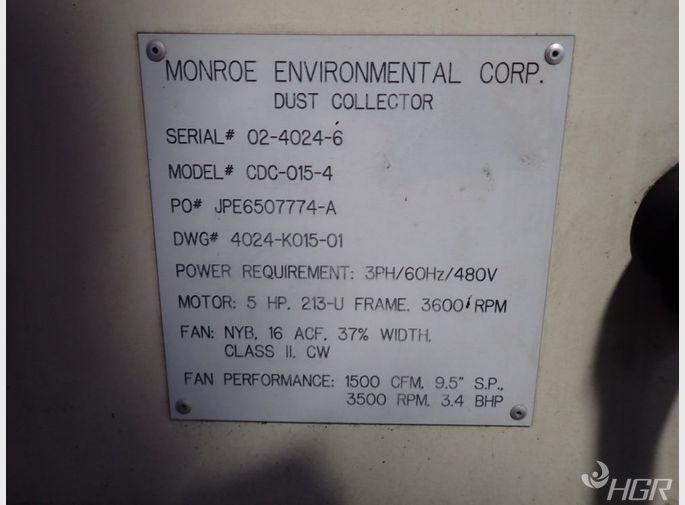 MONROE ENVIRONMENTAL CORP.
DUST COLLECTOR
SERIAL# 02-4024-6
MODEL# CDC-015-4
PO# JPE6507774-A
DWG# 4024-K015-01
POWER REQUIREMENT: 3PH/60Hz/480V
MOTOR: 5 HP, 213-U FRAME, 3600 RPM
FAN: NYB, 16 ACF, 37% WIDTH,
CLASS II, CW
FAN PERFORMANCE: 1500 CFM, 9.5" S.P.,
3500 RPM, 3.4 BHP
HGR